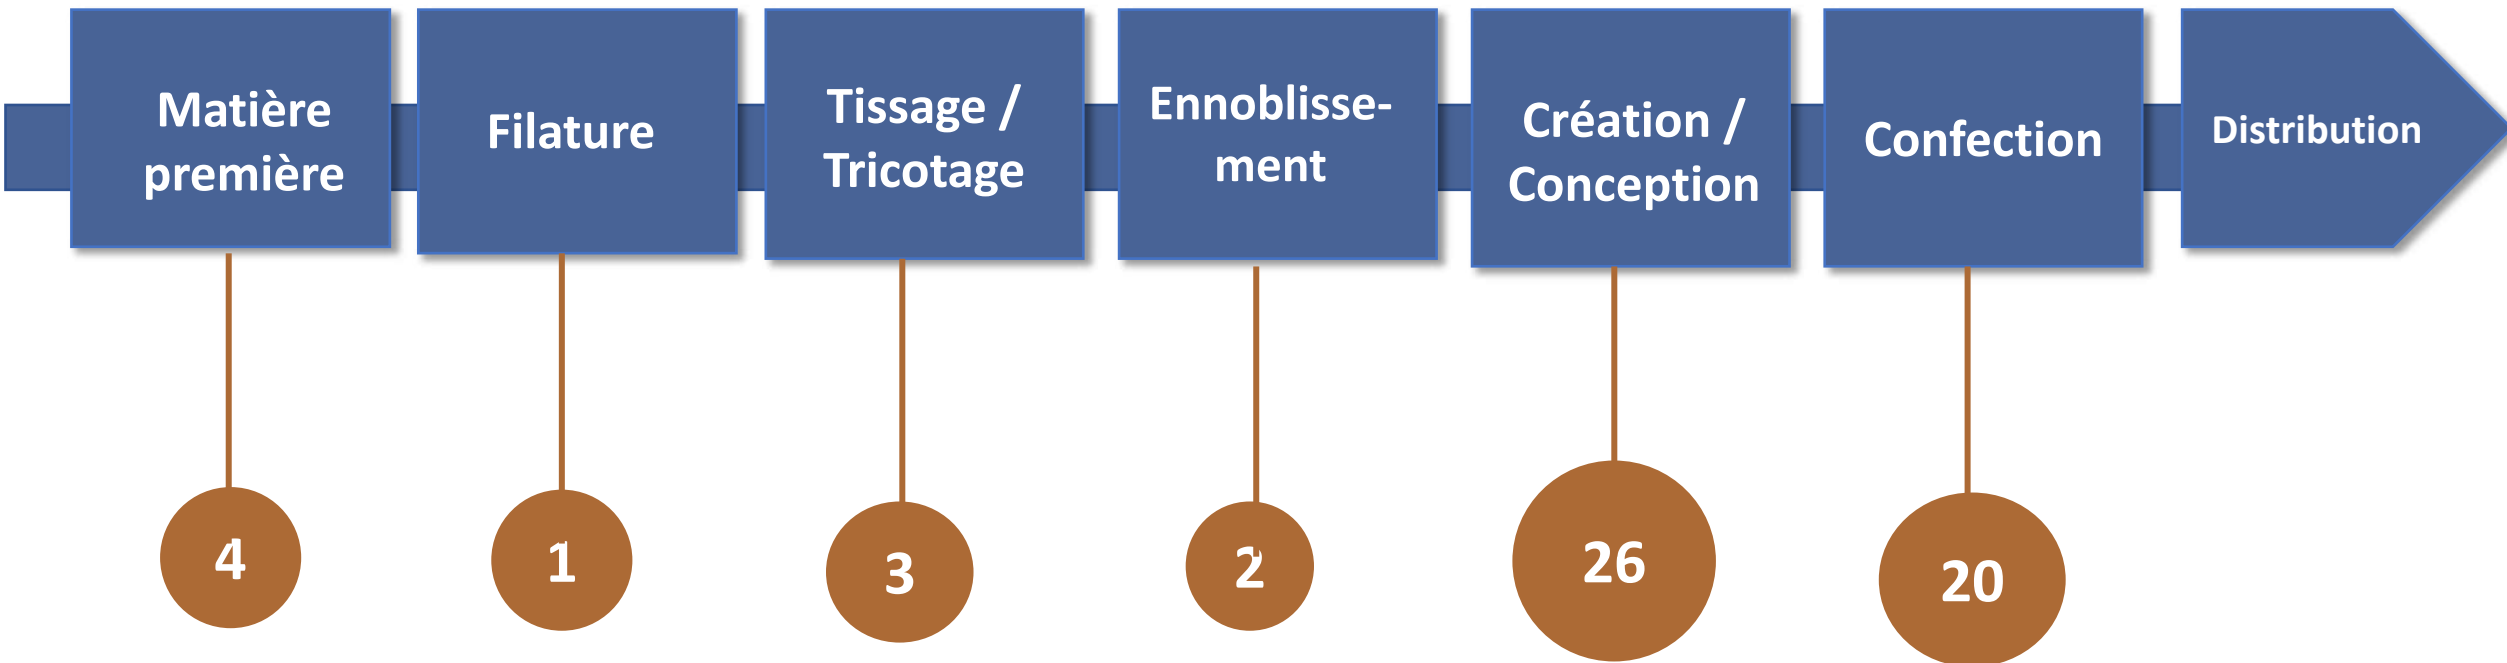 Matière
première
Filature
Tissage /
Tricotage
Ennoblisse-
ment
Création /
Conception
Confection
Distribution
4
1
3
2
26
20